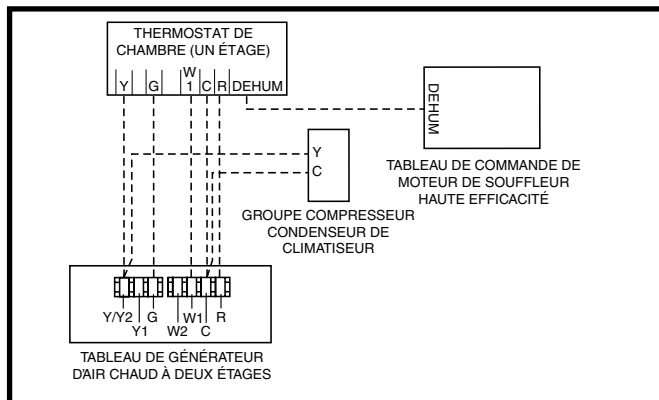 THERMOSTAT DE
CHAMBRE (UN ÉTAGE)
Y G W1 C R DEHUM
DEHUM
TABLEAU DE COMMANDE DE
MOTEUR DE SOUFFLEUR
HAUTE EFFICACITÉ
Y
C
GROUPE COMPRESSEUR
CONDENSEUR DE
CLIMATISEUR
Y/Y2 G W1 R
Y1 W2 C
TABLEAU DE GÉNÉRATEUR
D'AIR CHAUD À DEUX ÉTAGES